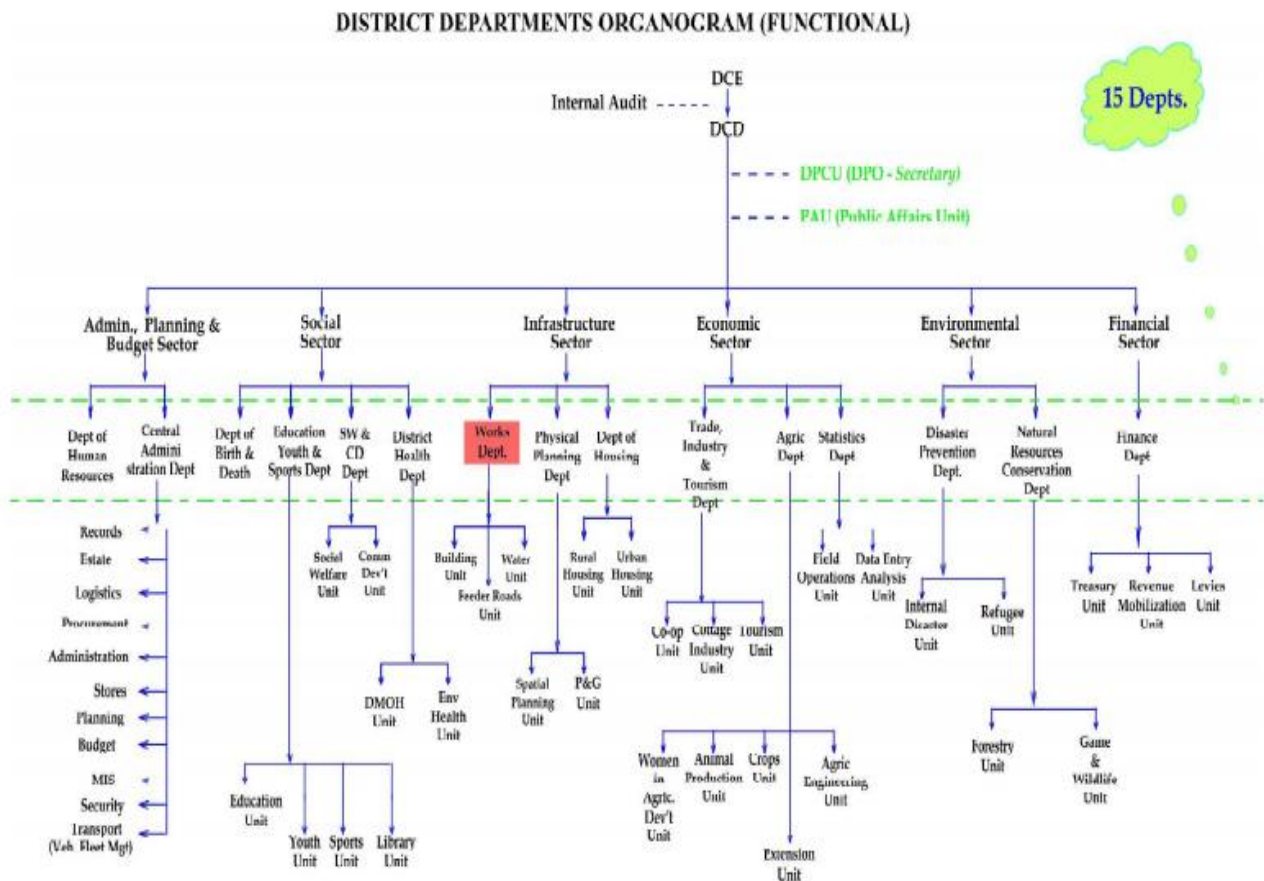 DISTRICT DEPARTMENTS ORGANOGRAM (FUNCTIONAL)
15 Depts.
DCE
Internal Audit
DCD
DPCU (DPO - Secretary)
PAU (Public Affairs Unit)
Admin., Planning &
Budget Sector
Social
Sector
Infrastructure
Sector
Economic
Sector
Environmental
Sector
Financial
Sector
Dept of
Human
Resources
Central
Admini
stration Dept
Dept of
Birth &
Death
Education
Youth &
Sports Dept
SW &
CD
Dept
District
Health
Dept
Works
Dept.
Physical
Planning
Dept
Dept of
Housing
Trade,
Industry
&
Tourism
Dept
Agric
Dept
Statistics
Dept
Disaster
Prevention
Dept.
Natural
Resources
Conservation
Dept
Finance
Dept
Records
Estate
Logistics
Procurement
Administration
Stores
Planning
Budget
MIS
Security
Transport
(Veh. Fleet Mgt)
Education
Unit
Youth
Unit
Sports
Unit
Library
Unit
Social
Welfare
Unit
Comm
Dev't
Unit
DMOH
Unit
Env
Health
Unit
Building
Unit
Feeder Roads
Unit
Water
Unit
Spatial
Planning
Unit
P&G
Unit
Rural
Housing
Unit
Urban
Housing
Unit
Co-op
Unit
Cottage
Industry
Unit
Tourism
Unit
Women
in
Agric.
Dev't
Unit
Animal
Production
Unit
Crops
Unit
Agric
Engineering
Unit
Extension
Unit
Field
Operations
Unit
Data Entry
Analysis
Unit
Internal
Disaster
Unit
Refugee
Unit
Forestry
Unit
Game
&
Wildlife
Unit
Treasury
Unit
Revenue
Mobilization
Unit
Levies
Unit